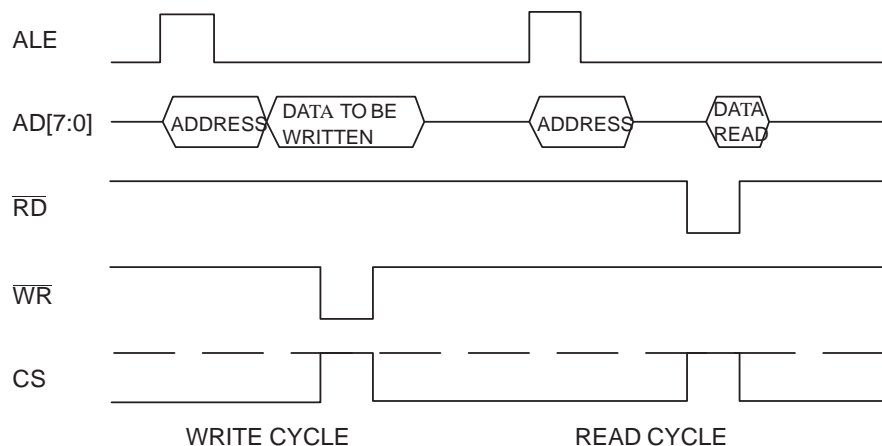 ALE
AD[7:0]
ADDRESS
DATA TO BE
WRITTEN
ADDRESS
DATA
READ
RD
WR
CS
WRITE CYCLE
READ CYCLE